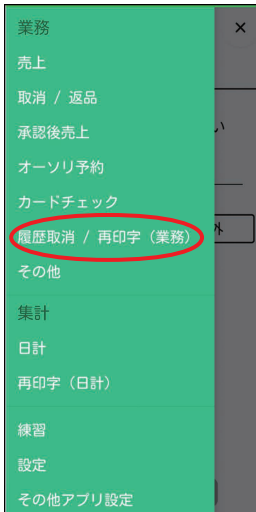 業務
×
売上
取消 / 返品
承認後売上
い
オーソリ予約
カードチェック
履歴取消 / 再印字（業務）
外
その他
集計
日計
再印字（日計）
練習
設定
その他アプリ設定